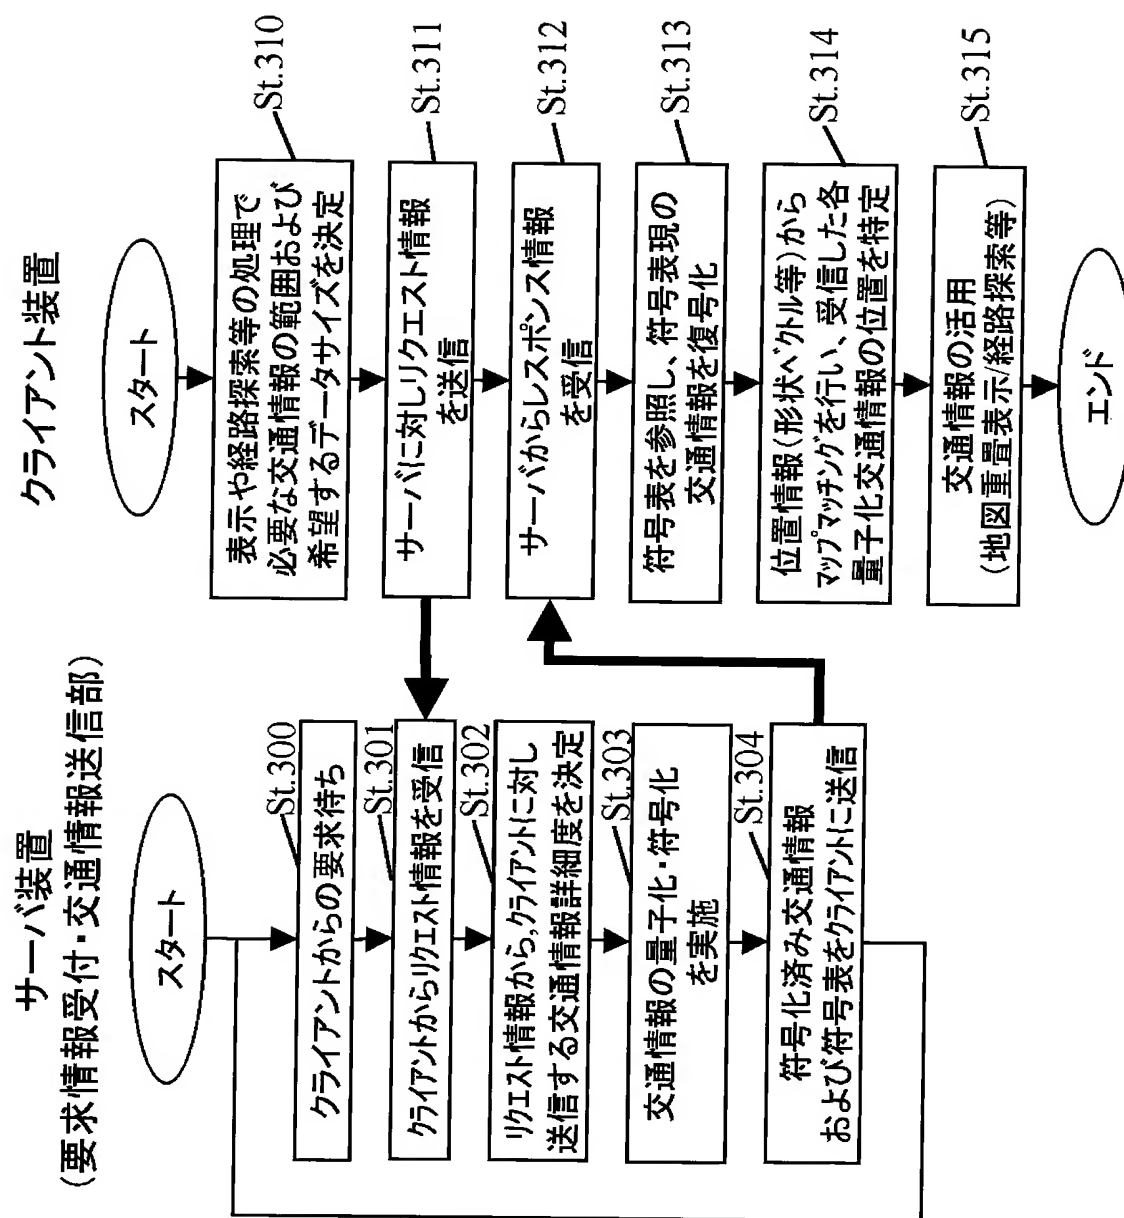 サーバ装置
(要求情報受付・交通情報送信部)
スタート
St.300
クライアントからの要求待ち
St.301
クライアントからリクエスト情報を受信
St.302
リクエスト情報から,クライアントに対し
送信する交通情報詳細度を決定
St.303
交通情報の量子化・符号化
を実施
St.304
符号化済み交通情報
および符号表をクライアントに送信
クライアント装置
スタート
St.310
表示や経路探索等の処理で
必要な交通情報の範囲および
希望するデータサイズを決定
St.311
サーバに対しリクエスト情報
を送信
St.312
サーバからレスポンス情報
を受信
St.313
符号表を参照し、符号表現の
交通情報を復号化
St.314
位置情報(形状ベクトル等)から
マップマッチングを行い、受信した各
量子化交通情報の位置を特定
St.315
交通情報の活用
(地図重畳表示/経路探索等)
エンド